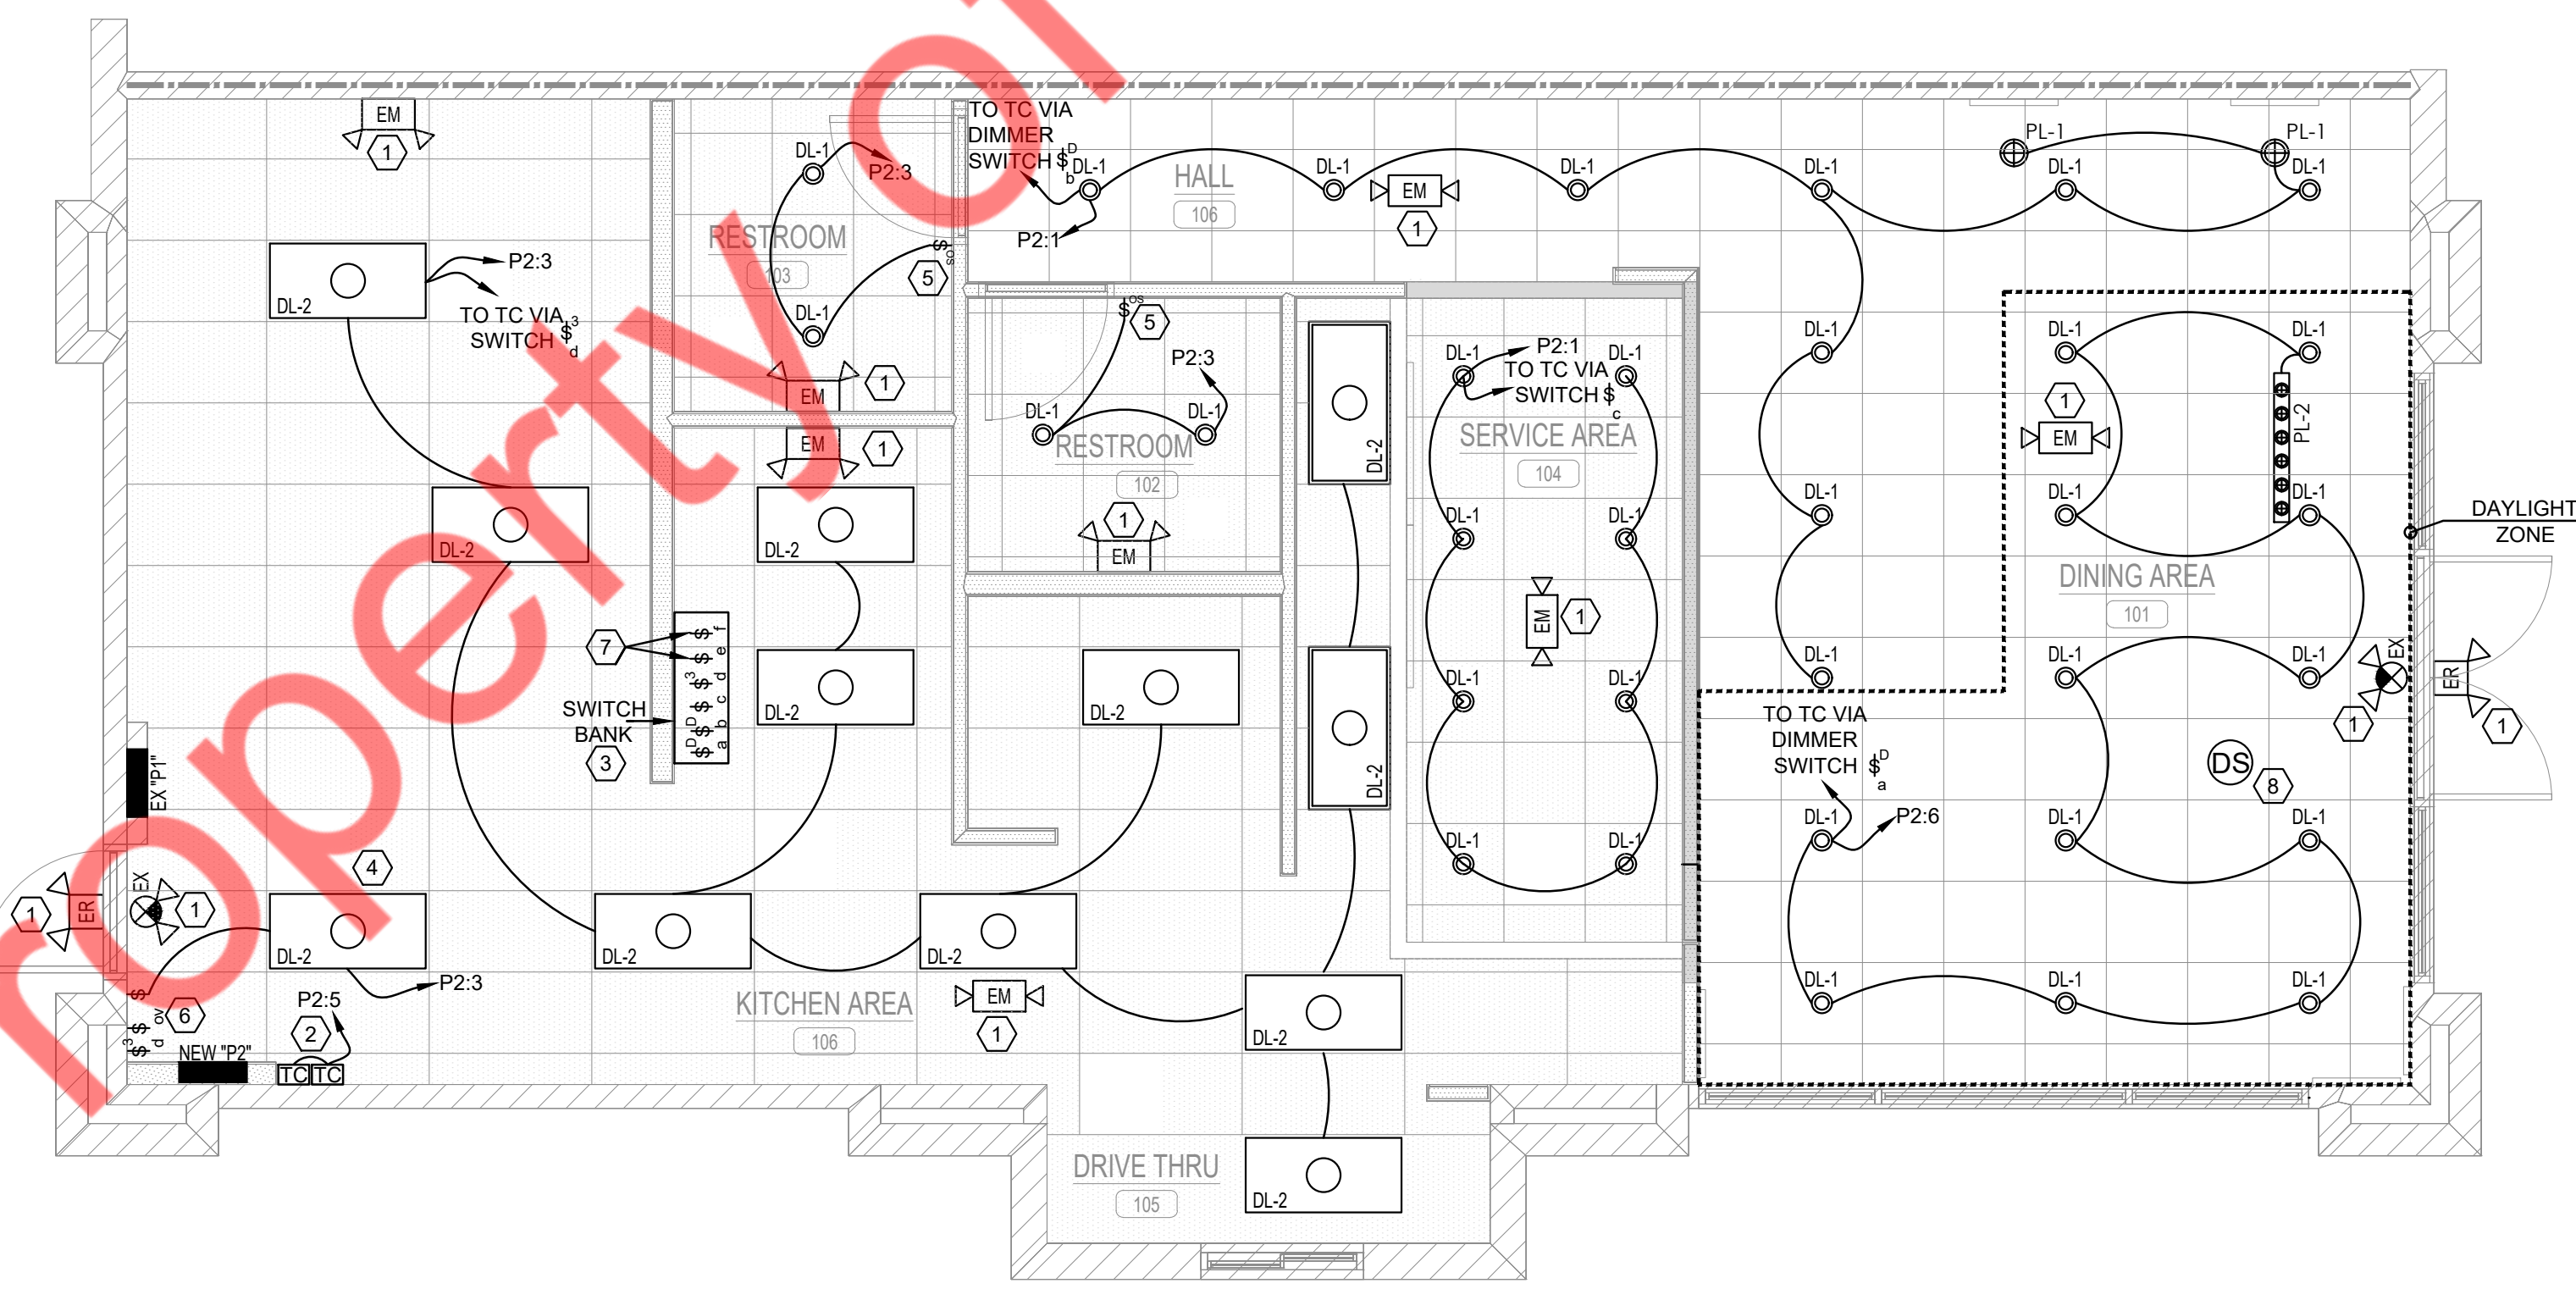 Property of
EM
1
TO TC VIA
DIMMER
SWITCH $ D b
DL-1
P2:3
DL-1
P2:1
HALL
106
DL-1
EM
1
DL-1
DL-1
PL-1
DL-1
PL-1
DL-1
RESTROOM
103
$ OS
5
DL-1
EM
1
DL-2
P2:3
TO TC VIA
SWITCH $ 3 d
EM
1
$ OS
5
P2:3
DL-1
DL-1
RESTROOM
102
1
EM
DL-2
DL-2
DL-1
P2:1
TO TC VIA
SWITCH $ c
DL-1
SERVICE AREA
104
DL-1
DL-1
EM
1
DL-1
DL-1
DL-1
DL-1
DL-1
DL-1
DL-1
DL-1
DL-1
1
EM
PL-2
DL-1
DL-1
DAYLIGHT
ZONE
DINING AREA
101
DL-1
DL-1
EX
1
ER
1
TO TC VIA
DIMMER
SWITCH $ D a
DS
8
DL-1
P2:6
DL-1
DL-1
DL-1
DL-1
DL-1
DL-2
DL-2
7
$ f
$ e
$ 3 d
$ c
$ D b
$ D a
SWITCH
BANK
3
DL-2
DL-2
EX "P1"
4
1
ER
EX
1
DL-2
P2:3
DL-2
DL-2
$
$ OV
$ 3 d
6
P2:5
2
NEW "P2"
TC TC
KITCHEN AREA
106
EM
1
DL-2
DRIVE THRU
105
DL-2